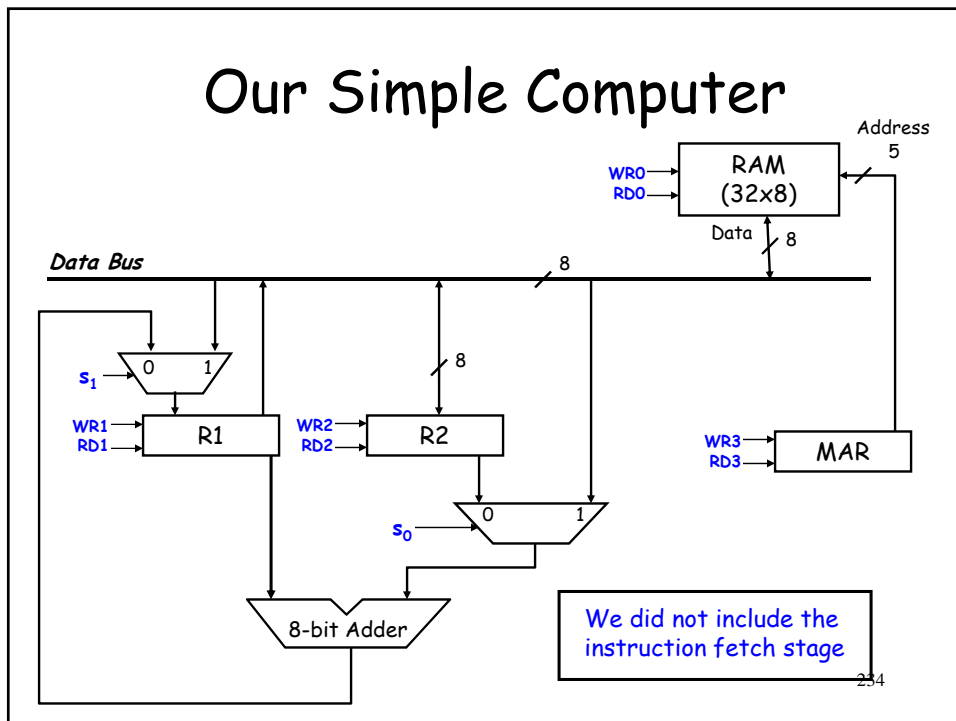 Our Simple Computer
Address
5
RAM
(32x8)
WR0
RD0
Data
8
Data Bus
8
0 1
s1
8
WR1
RD1
R1
WR2
RD2
R2
WR3
RD3
MAR
0 1
s0
8-bit Adder
We did not include the
instruction fetch stage
234